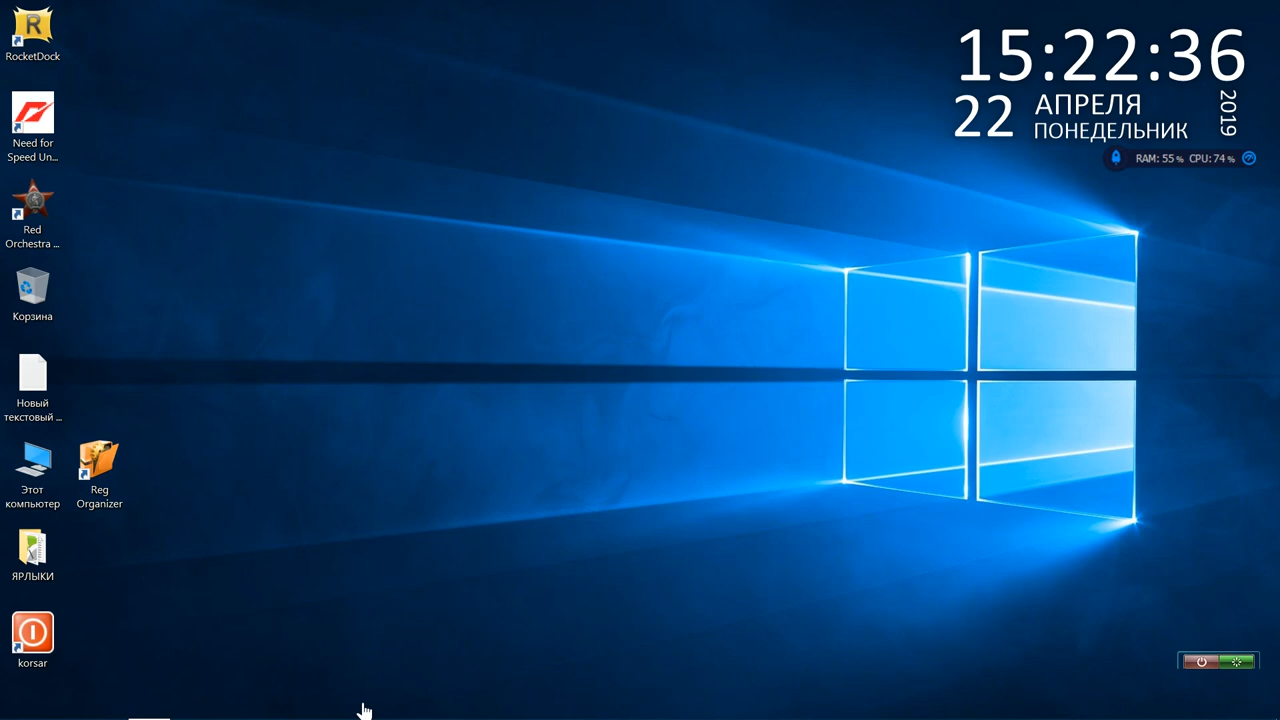 RocketDock
Need for
Speed Un...
Red
Orchestra ...
Корзина
Новый
текстовый ...
Этот
компьютер
Reg
Organizer
ЯРЛЫКИ
korsar
15:22:36
22
АПРЕЛЯ
ПОНЕДЕЛЬНИК
2019
RAM: 55 % CPU: 74 %